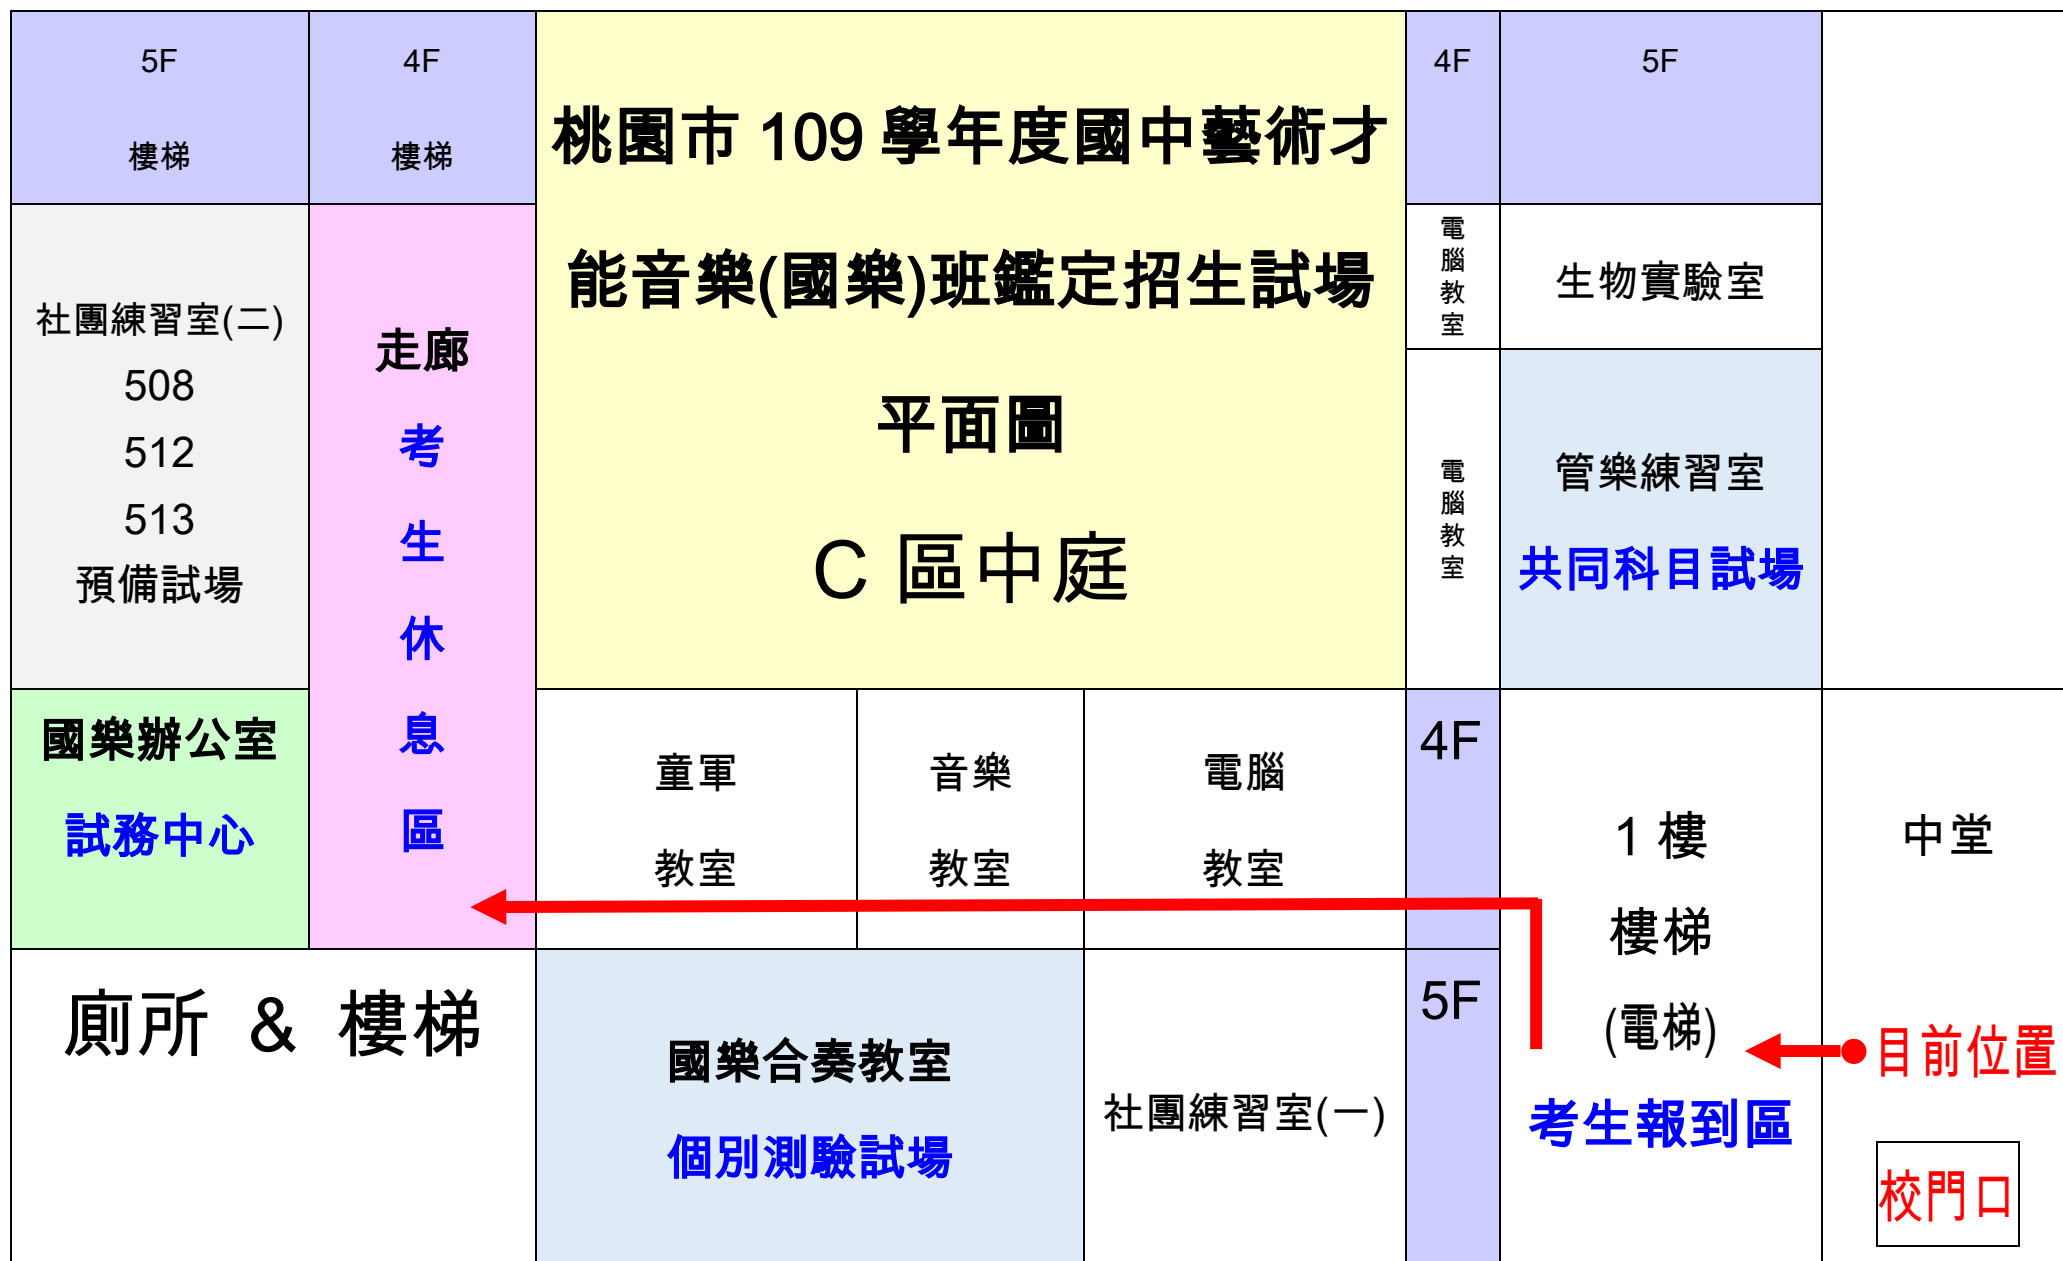 5F
樓梯
4F
樓梯
桃園市 109 學年度國中藝術才
能音樂(國樂)班鑑定招生試場
平面圖
C 區中庭
4F
5F
社團練習室(二)
508
512
513
預備試場
走廊
考
生
休
息
區
電腦教室
生物實驗室
電腦教室
管樂練習室
共同科目試場
國樂辦公室
試務中心
童軍
教室
音樂
教室
電腦
教室
4F
1 樓
樓梯
(電梯)
考生報到區
中堂
廁所 & 樓梯
國樂合奏教室
個別測驗試場
社團練習室(一)
5F
目前位置
校門口